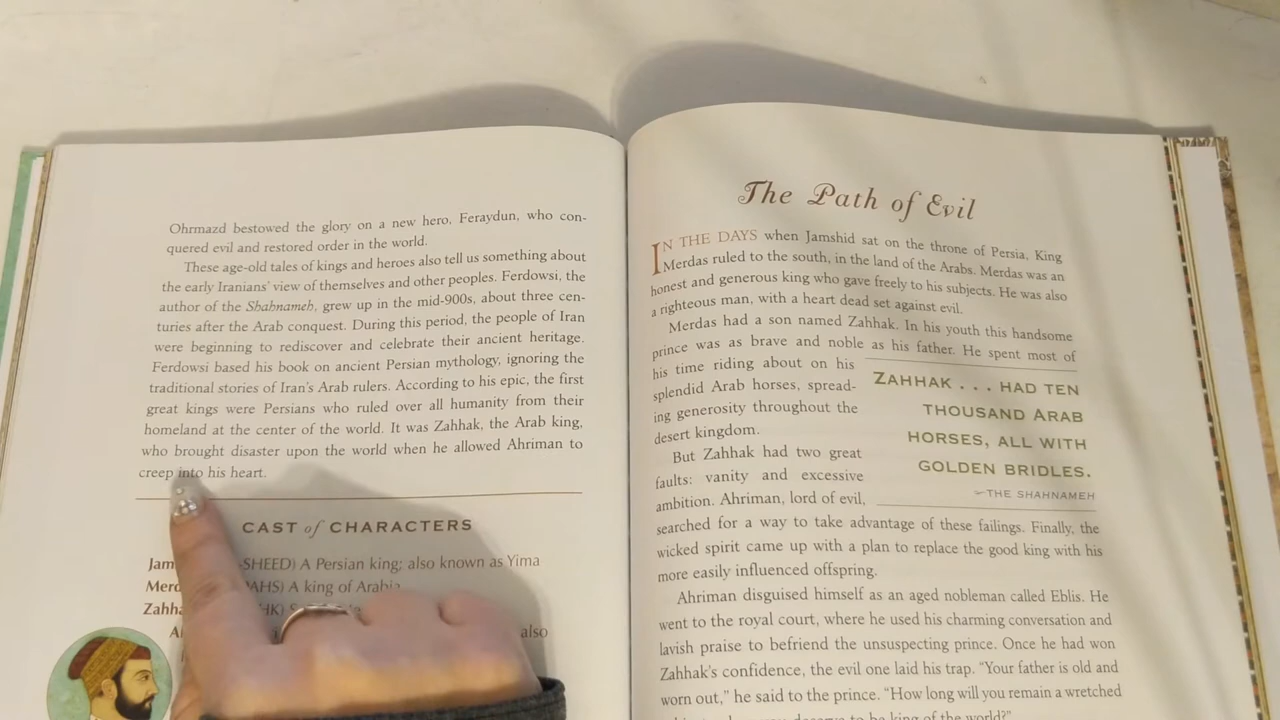 Ohrmazd bestowed the glory on a new hero, Feraydun, who con-
quered evil and restored order in the world.
These age-old tales of kings and heroes also tell us something about
the early Iranians' view of themselves and other peoples. Ferdowsi, the
author of the Shahnameh, grew up in the mid-900s, about three cen-
turies after the Arab conquest. During this period, the people of Iran
were beginning to rediscover and celebrate their ancient heritage.
Ferdowsi based his book on ancient Persian mythology, ignoring the
traditional stories of Iran's Arab rulers. According to his epic, the first
great kings were Persians who ruled over all humanity from their
homeland at the center of the world. It was Zahhak, the Arab king,
who brought disaster upon the world when he allowed Ahriman to
creep into his heart.
CAST of CHARACTERS
SHEED) A Persian king; also known as Yima
A king of Arabia
also
The Path of Evil
IN THE DAYS when Jamshid sat on the throne of Persia, King
Merdas ruled to the south, in the land of the Arabs. Merdas was an
honest and generous king who gave freely to his subjects. He was also
a righteous man, with a heart dead set against evil.
Merdas had a son named Zahhak. In his youth this handsome
prince was as brave and noble as his father. He spent most of
his time riding about on his
splendid Arab horses, spread-
ing generosity throughout the
desert kingdom.
But Zahhak had two great
faults: vanity and excessive
ambition. Ahriman, lord of evil,
ZAHHAK . . . HAD TEN
THOUSAND ARAB
HORSES, ALL WITH
GOLDEN BRIDLES.
~THE SHAHNAMEH
searched for a way to take advantage of these failings. Finally, the
wicked spirit came up with a plan to replace the good king with his
more easily influenced offspring.
Ahriman disguised himself as an aged nobleman called Eblis. He
went to the royal court, where he used his charming conversation and
lavish praise to befriend the unsuspecting prince. Once he had won
Zahhak's confidence, the evil one laid his trap. "Your father is old and
worn out," he said to the prince. "How long will you remain a wretched
to be king of the world?"